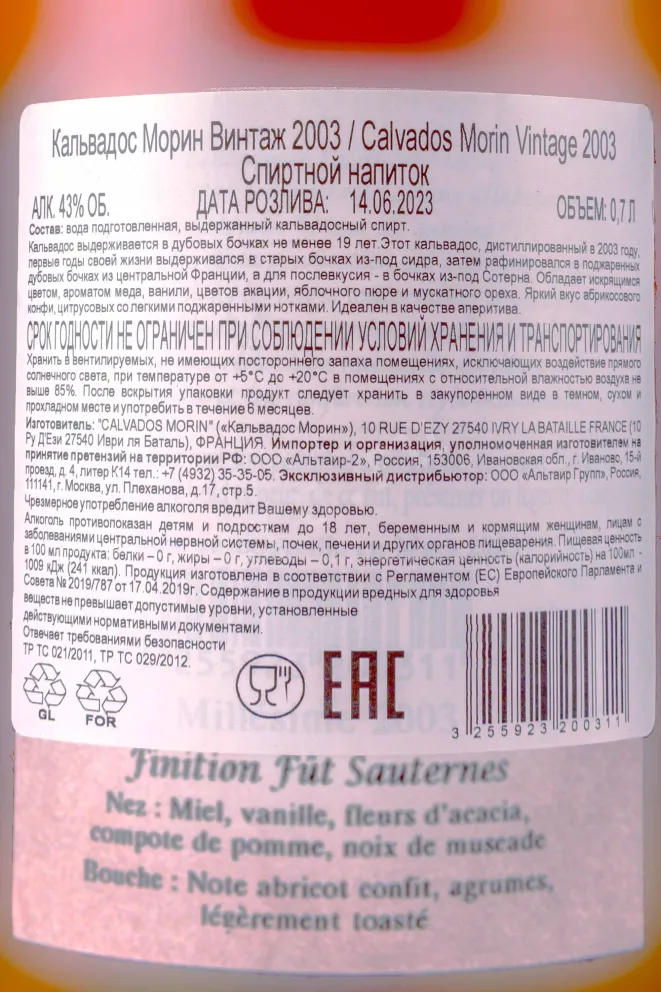 Кальвадос Морин Винтаж 2003 / Calvados Morin Vintage 2003
Спиртной напиток
АЛК. 43% ОБ. ДАТА РОЗЛИВА: 14.06.2023 ОБЪЕМ: 0,7 Л
Состав: вода подготовленная, выдержанный кальвадосный спирт.
Кальвадос выдерживается в дубовых бочках не менее 19 лет.Этот кальвадос, дистиллированный в 2003 году,
первые годы своей жизни выдерживался в старых бочках из-под сидра, затем рафинировался в поджаренных
дубовых бочках из центральной Франции, а для послевкусия - в бочках из-под Сотерна. Обладает искрящимся
цветом, ароматом меда, ванили, цветов акации, яблочного пюре и мускатного ореха. Яркий вкус абрикосового
конфи, цитрусовых со легкими поджаренными нотками. Идеален в качестве аперитива.
СРОК ГОДНОСТИ НЕ ОГРАНИЧЕН ПРИ СОБЛЮДЕНИИ УСЛОВИЙ ХРАНЕНИЯ И ТРАНСПОРТИРОВАНИЯ
Хранить в вентилируемых, не имеющих постороннего запаха помещениях, исключающих воздействие прямого
солнечного света, при температуре от +5°С до +20°С в помещениях с относительной влажностью воздуха не
выше 85%. После вскрытия упаковки продукт следует хранить в закупоренном виде в темном, сухом и
прохладном месте и употребить в течение 6 месяцев.
Изготовитель: "CALVADOS MORIN" («Кальвадос Морин»), 10 RUE D'EZY 27540 IVRY LA BATAILLE FRANCE (10
Ру Д'Ези 27540 Иври ля Баталь), ФРАНЦИЯ. Импортер и организация, уполномоченная изготовителем на
принятие претензий на территории РФ: ООО «Альтаир-2», Россия, 153006, Ивановская обл., г. Иваново, 15-й
проезд, д. 4, литер К14 тел.: +7 (4932) 35-35-05. Эксклюзивный дистрибьютор: ООО «Альтаир Групп», Россия,
111141, г. Москва, ул. Плеханова, д.17, стр.5.
Чрезмерное употребление алкоголя вредит Вашему здоровью.
Алкоголь противопоказан детям и подросткам до 18 лет, беременным и кормящим женщинам, лицам с
заболеваниями центральной нервной системы, почек, печени и других органов пищеварения. Пищевая ценность
в 100 мл продукта: белки – 0 г, жиры – 0 г, углеводы – 0,1 г, энергетическая ценность (калорийность) на 100мл -
1009 кДж (241 ккал). Продукция изготовлена в соответствии с Регламентом (ЕС) Европейского Парламента и
Совета № 2019/787 от 17.04.2019г. Содержание в продукции вредных для здоровья
веществ не превышает допустимые уровни, установленные
действующими нормативными документами.
Отвечает требованиями безопасности
ТР ТС 021/2011, ТР ТС 029/2012.
GL FOR
EAC
3 255923 200311
Millésime 2003
Finition Fût Sauternes
Nez : Miel, vanille, fleurs d'acacia,
compote de pomme, noix de muscade
Bouche : Note abricot confit, agrumes,
légèrement toasté